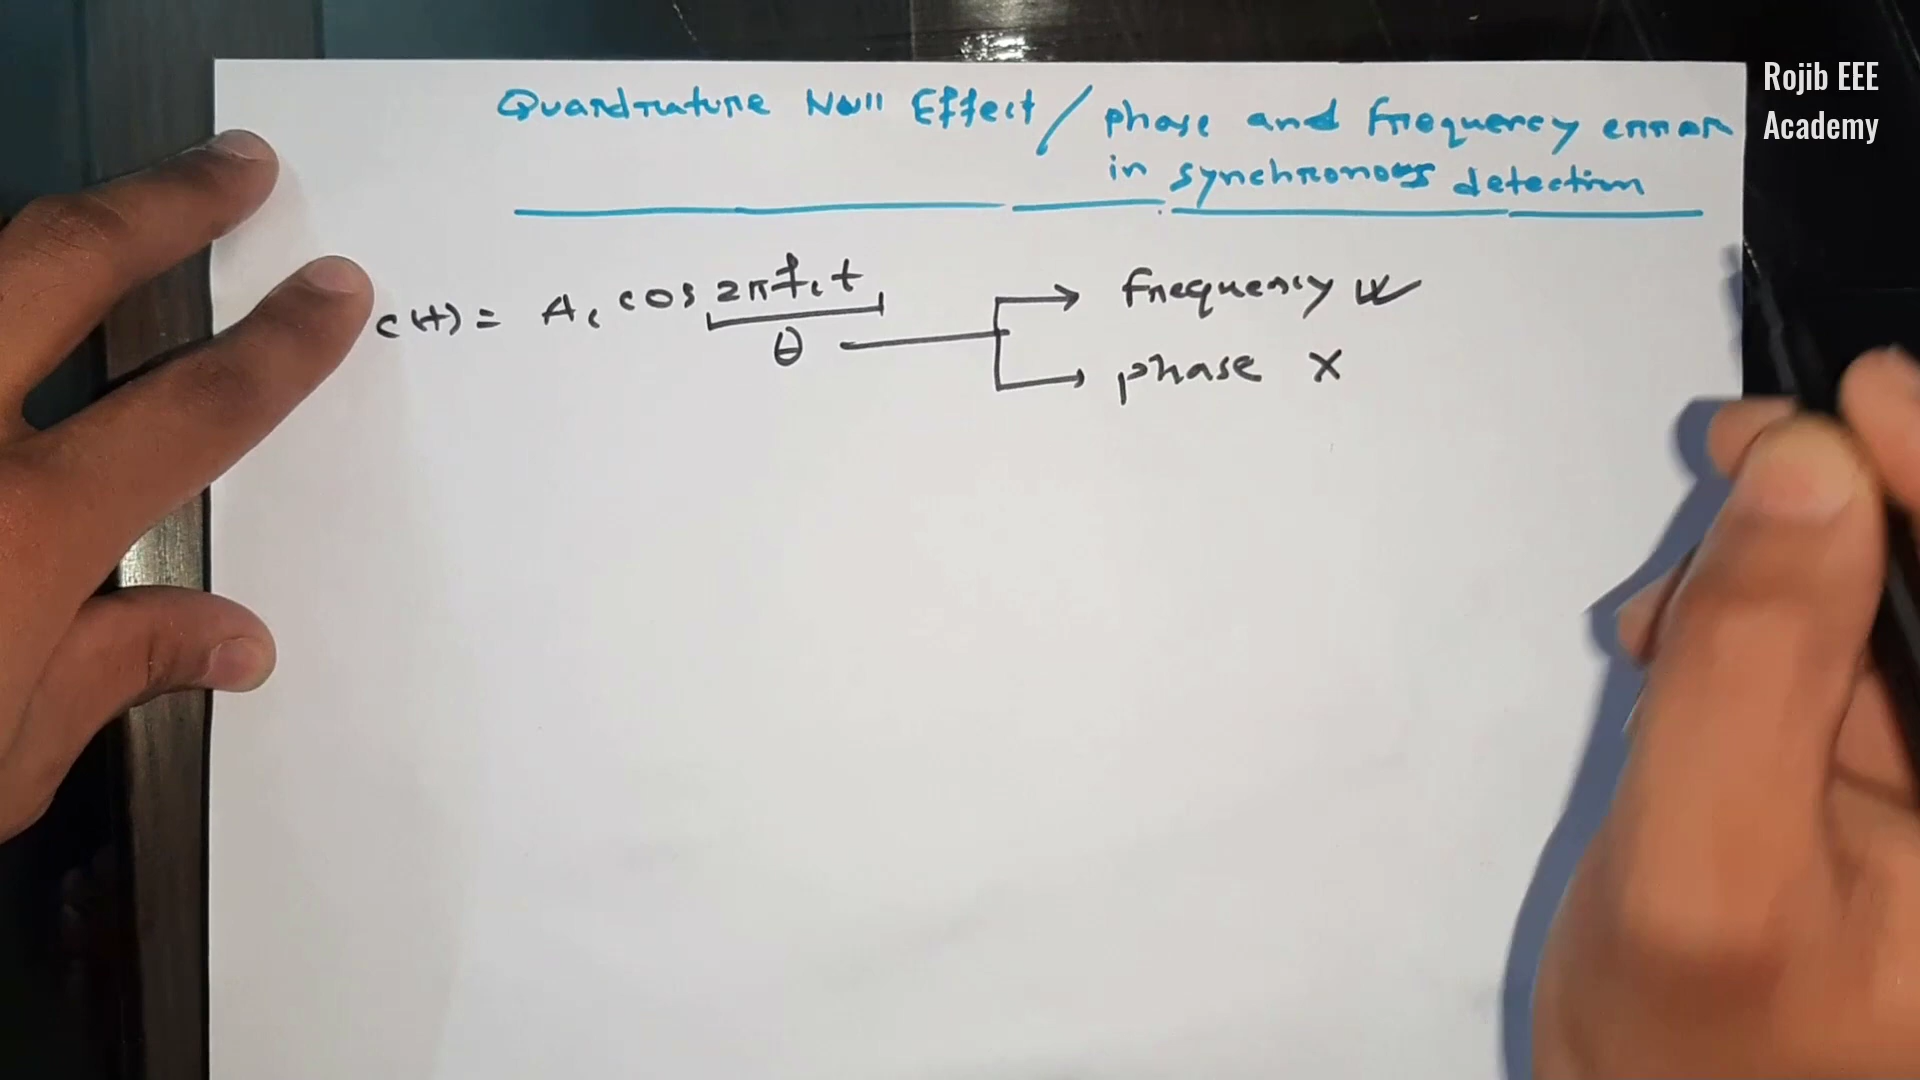 Quandrature Null Effect / phase and frequency error
in synchronous detection
c(t) = Ac cos 2πfct
θ
frequency ✓
phase ×
Rojib EEE
Academy